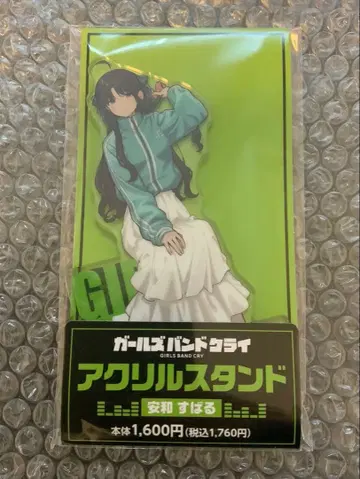 GI
ガールズバンドクライ
GIRLS BAND CRY
アクリルスタンド
安和 すばる
本体1,600円(税込1,760円)